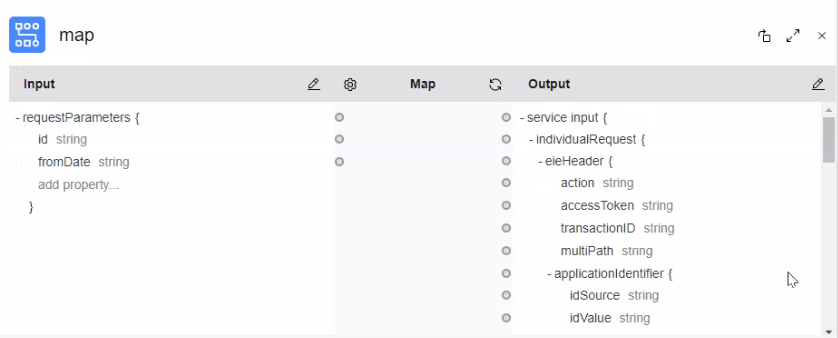 map
Input Map Output
- requestParameters {
id string
fromDate string
add property...
}
- service input {
- individualRequest {
- eieHeader {
action string
accessToken string
transactionID string
multiPath string
- applicationIdentifier {
idSource string
idValue string